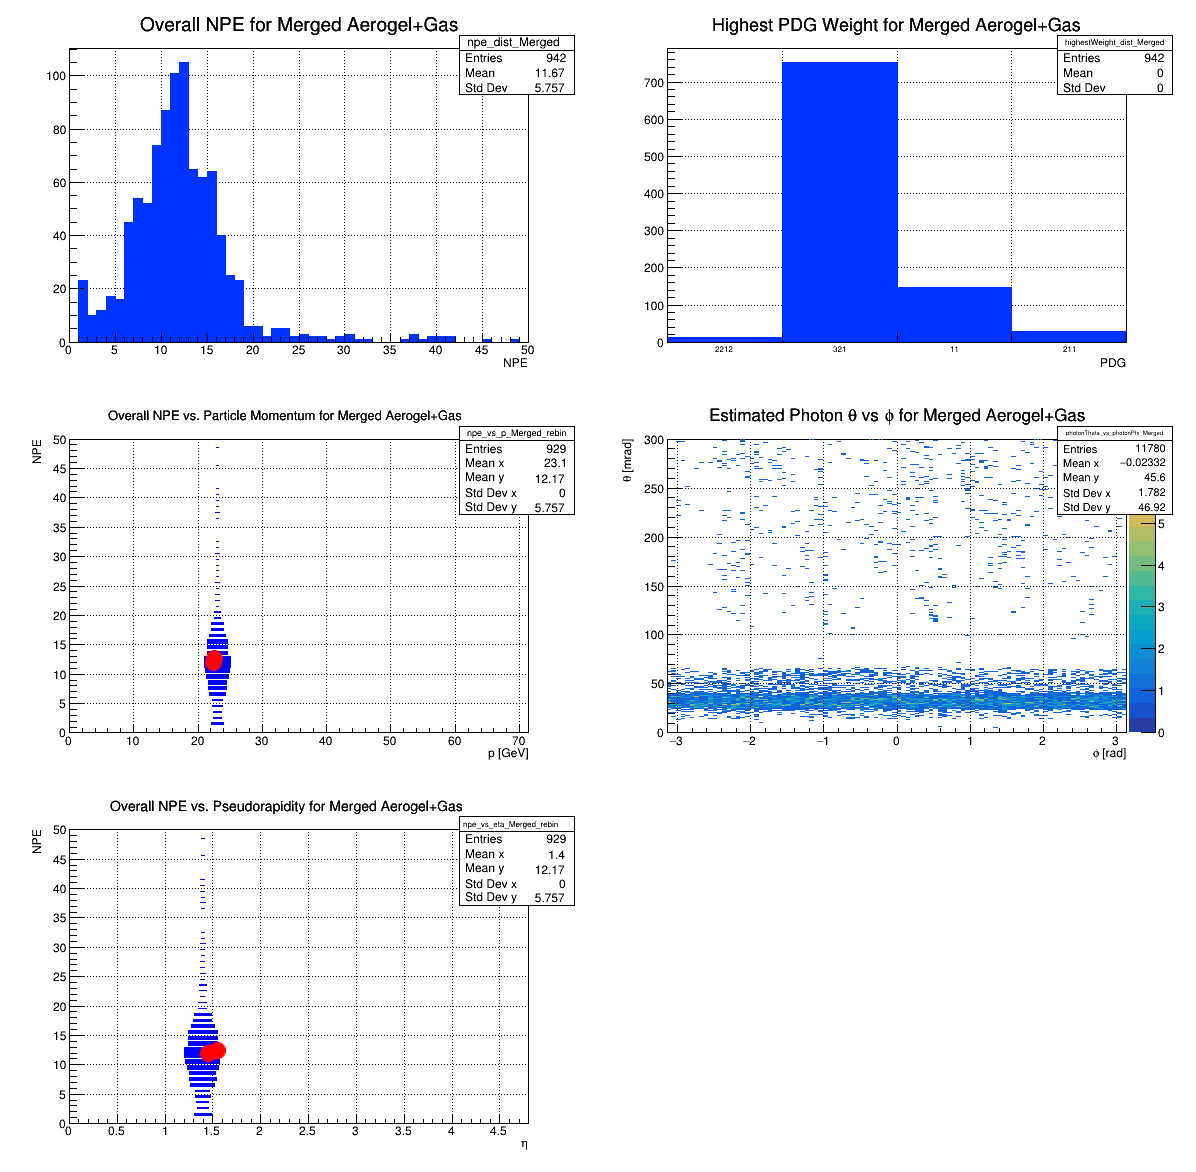 Overall NPE for Merged Aerogel+Gas
npe_dist_Merged
Entries 942
Mean 11.67
Std Dev 5.757
100
80
60
40
20
0
0 5 10 15 20 25 30 35 40 45 50
NPE
Highest PDG Weight for Merged Aerogel+Gas
highestWeight_dist_Merged
Entries 942
Mean 0
Std Dev 0
700
600
500
400
300
200
100
0
2212 321 11 211
PDG
Overall NPE vs. Particle Momentum for Merged Aerogel+Gas
npe_vs_p_Merged_rebin
Entries 929
Mean x 23.1
Mean y 12.17
Std Dev x 0
Std Dev y 5.757
NPE
50
45
40
35
30
25
20
15
10
5
0
0 10 20 30 40 50 60 70
p [GeV]
Estimated Photon θ vs ϕ for Merged Aerogel+Gas
photonTheta_vs_photonPhi_Merged
Entries 11780
Mean x −0.02332
Mean y 45.6
Std Dev x 1.782
Std Dev y 46.92
θ [mrad]
300
250
200
150
100
50
0
−3 −2 −1 0 1 2 3
ϕ [rad]
5
4
3
2
1
0
Overall NPE vs. Pseudorapidity for Merged Aerogel+Gas
npe_vs_eta_Merged_rebin
Entries 929
Mean x 1.4
Mean y 12.17
Std Dev x 0
Std Dev y 5.757
NPE
50
45
40
35
30
25
20
15
10
5
0
0 0.5 1 1.5 2 2.5 3 3.5 4 4.5
η